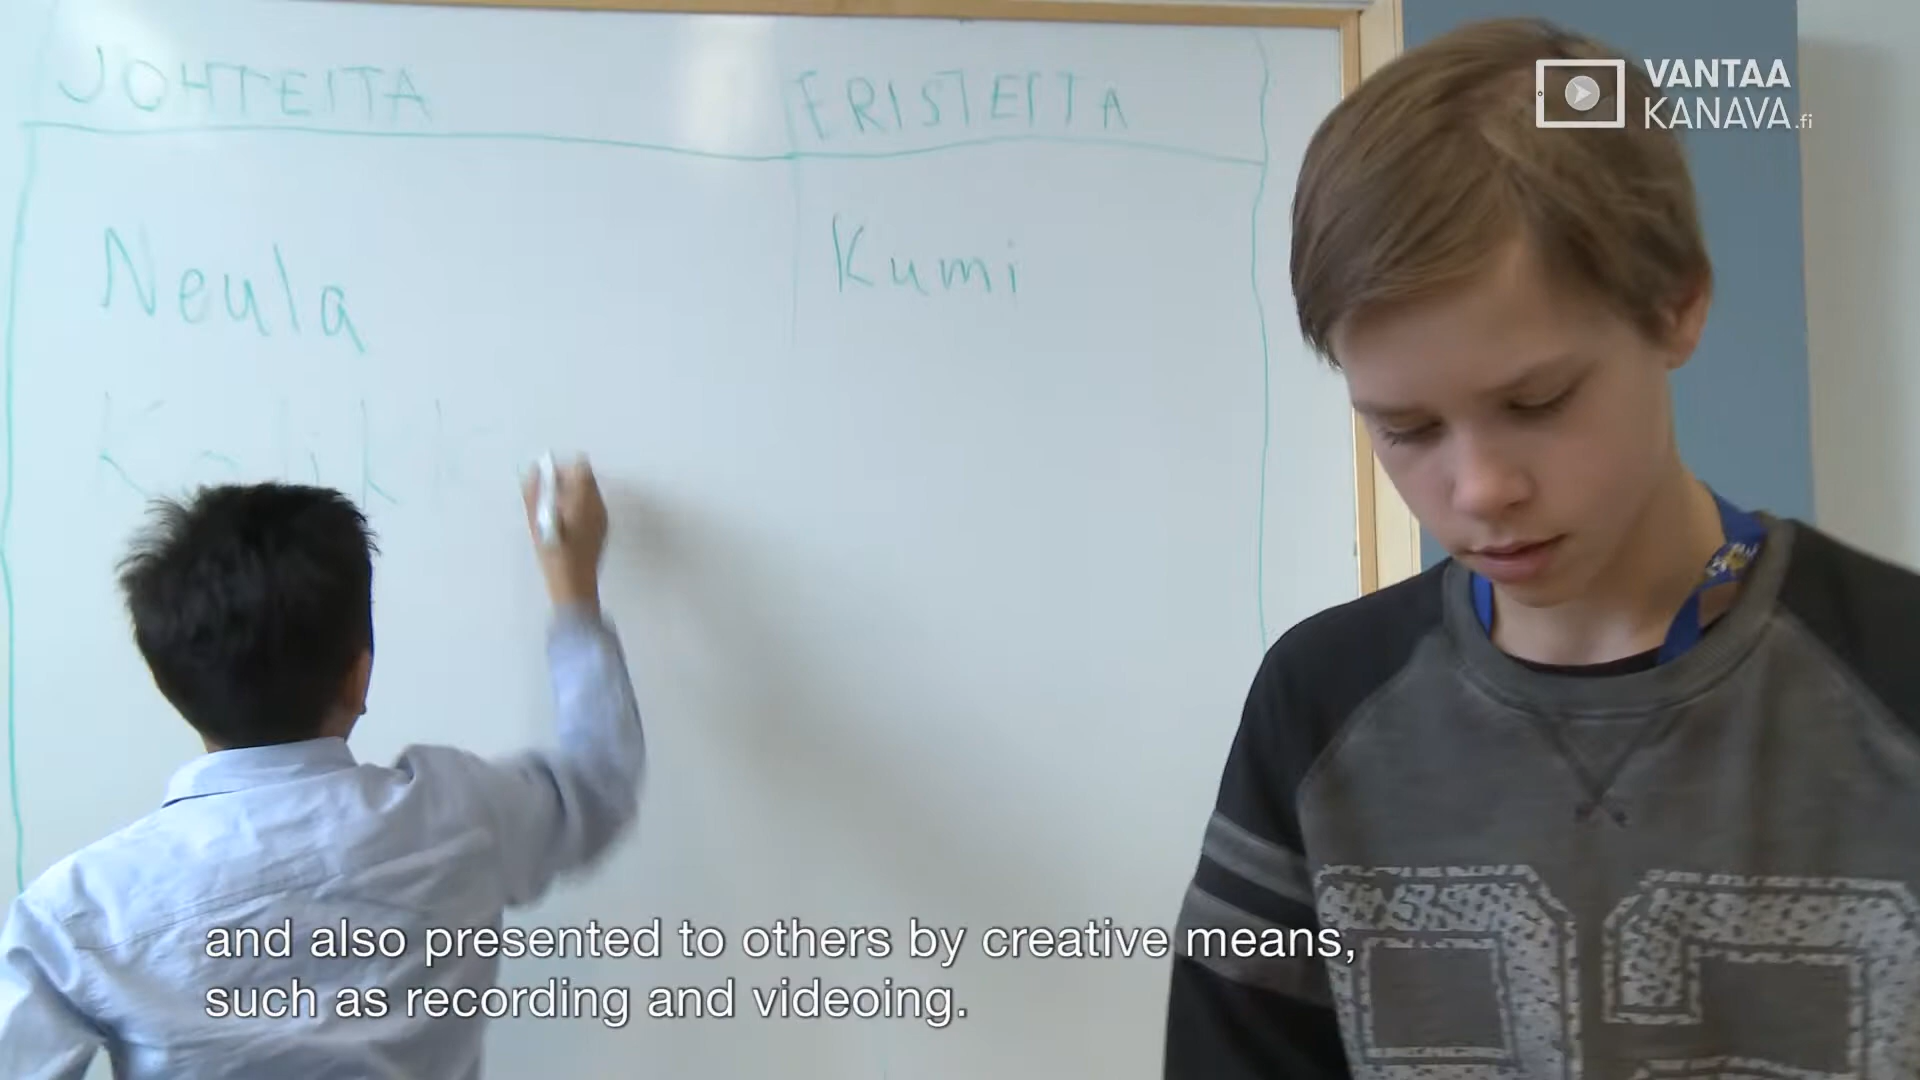 VANTAA
KANAVA.fi
JOHTEITA ERISTEITA
Neula Kumi
and also presented to others by creative means,
such as recording and videoing.